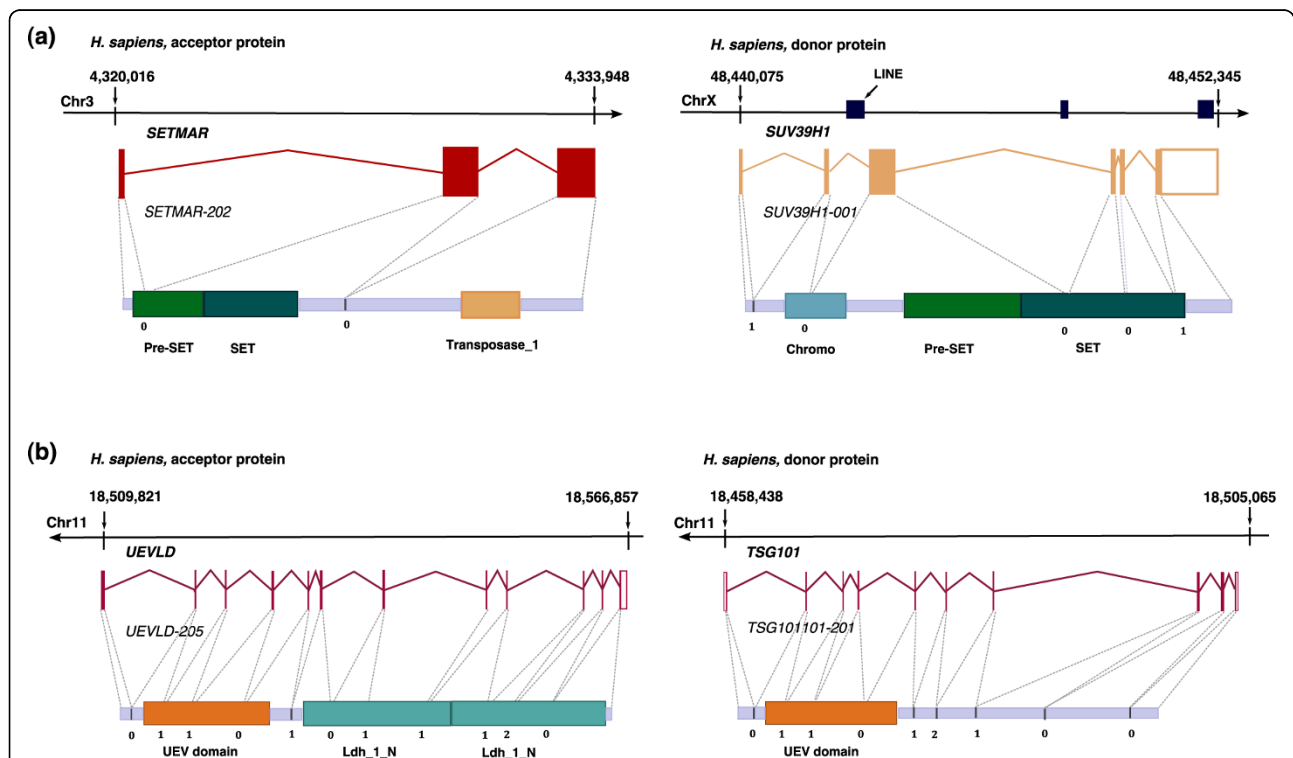 (a)
H. sapiens, acceptor protein
H. sapiens, donor protein
4,320,016
4,333,948
48,440,075
LINE
48,452,345
Chr3
ChrX
SETMAR
SUV39H1
SETMAR-202
SUV39H1-001
0
0
1
0
0
0
1
Pre-SET
SET
Transposase_1
Chromo
Pre-SET
SET
(b)
H. sapiens, acceptor protein
H. sapiens, donor protein
18,509,821
18,566,857
18,458,438
18,505,065
Chr11
Chr11
UEVLD
TSG101
UEVLD-205
TSG101101-201
0 1 1 0 1 0 1 1 1 2 0
0 1 1 0 1 2 1 0 0
UEV domain
Ldh_1_N
Ldh_1_N
UEV domain